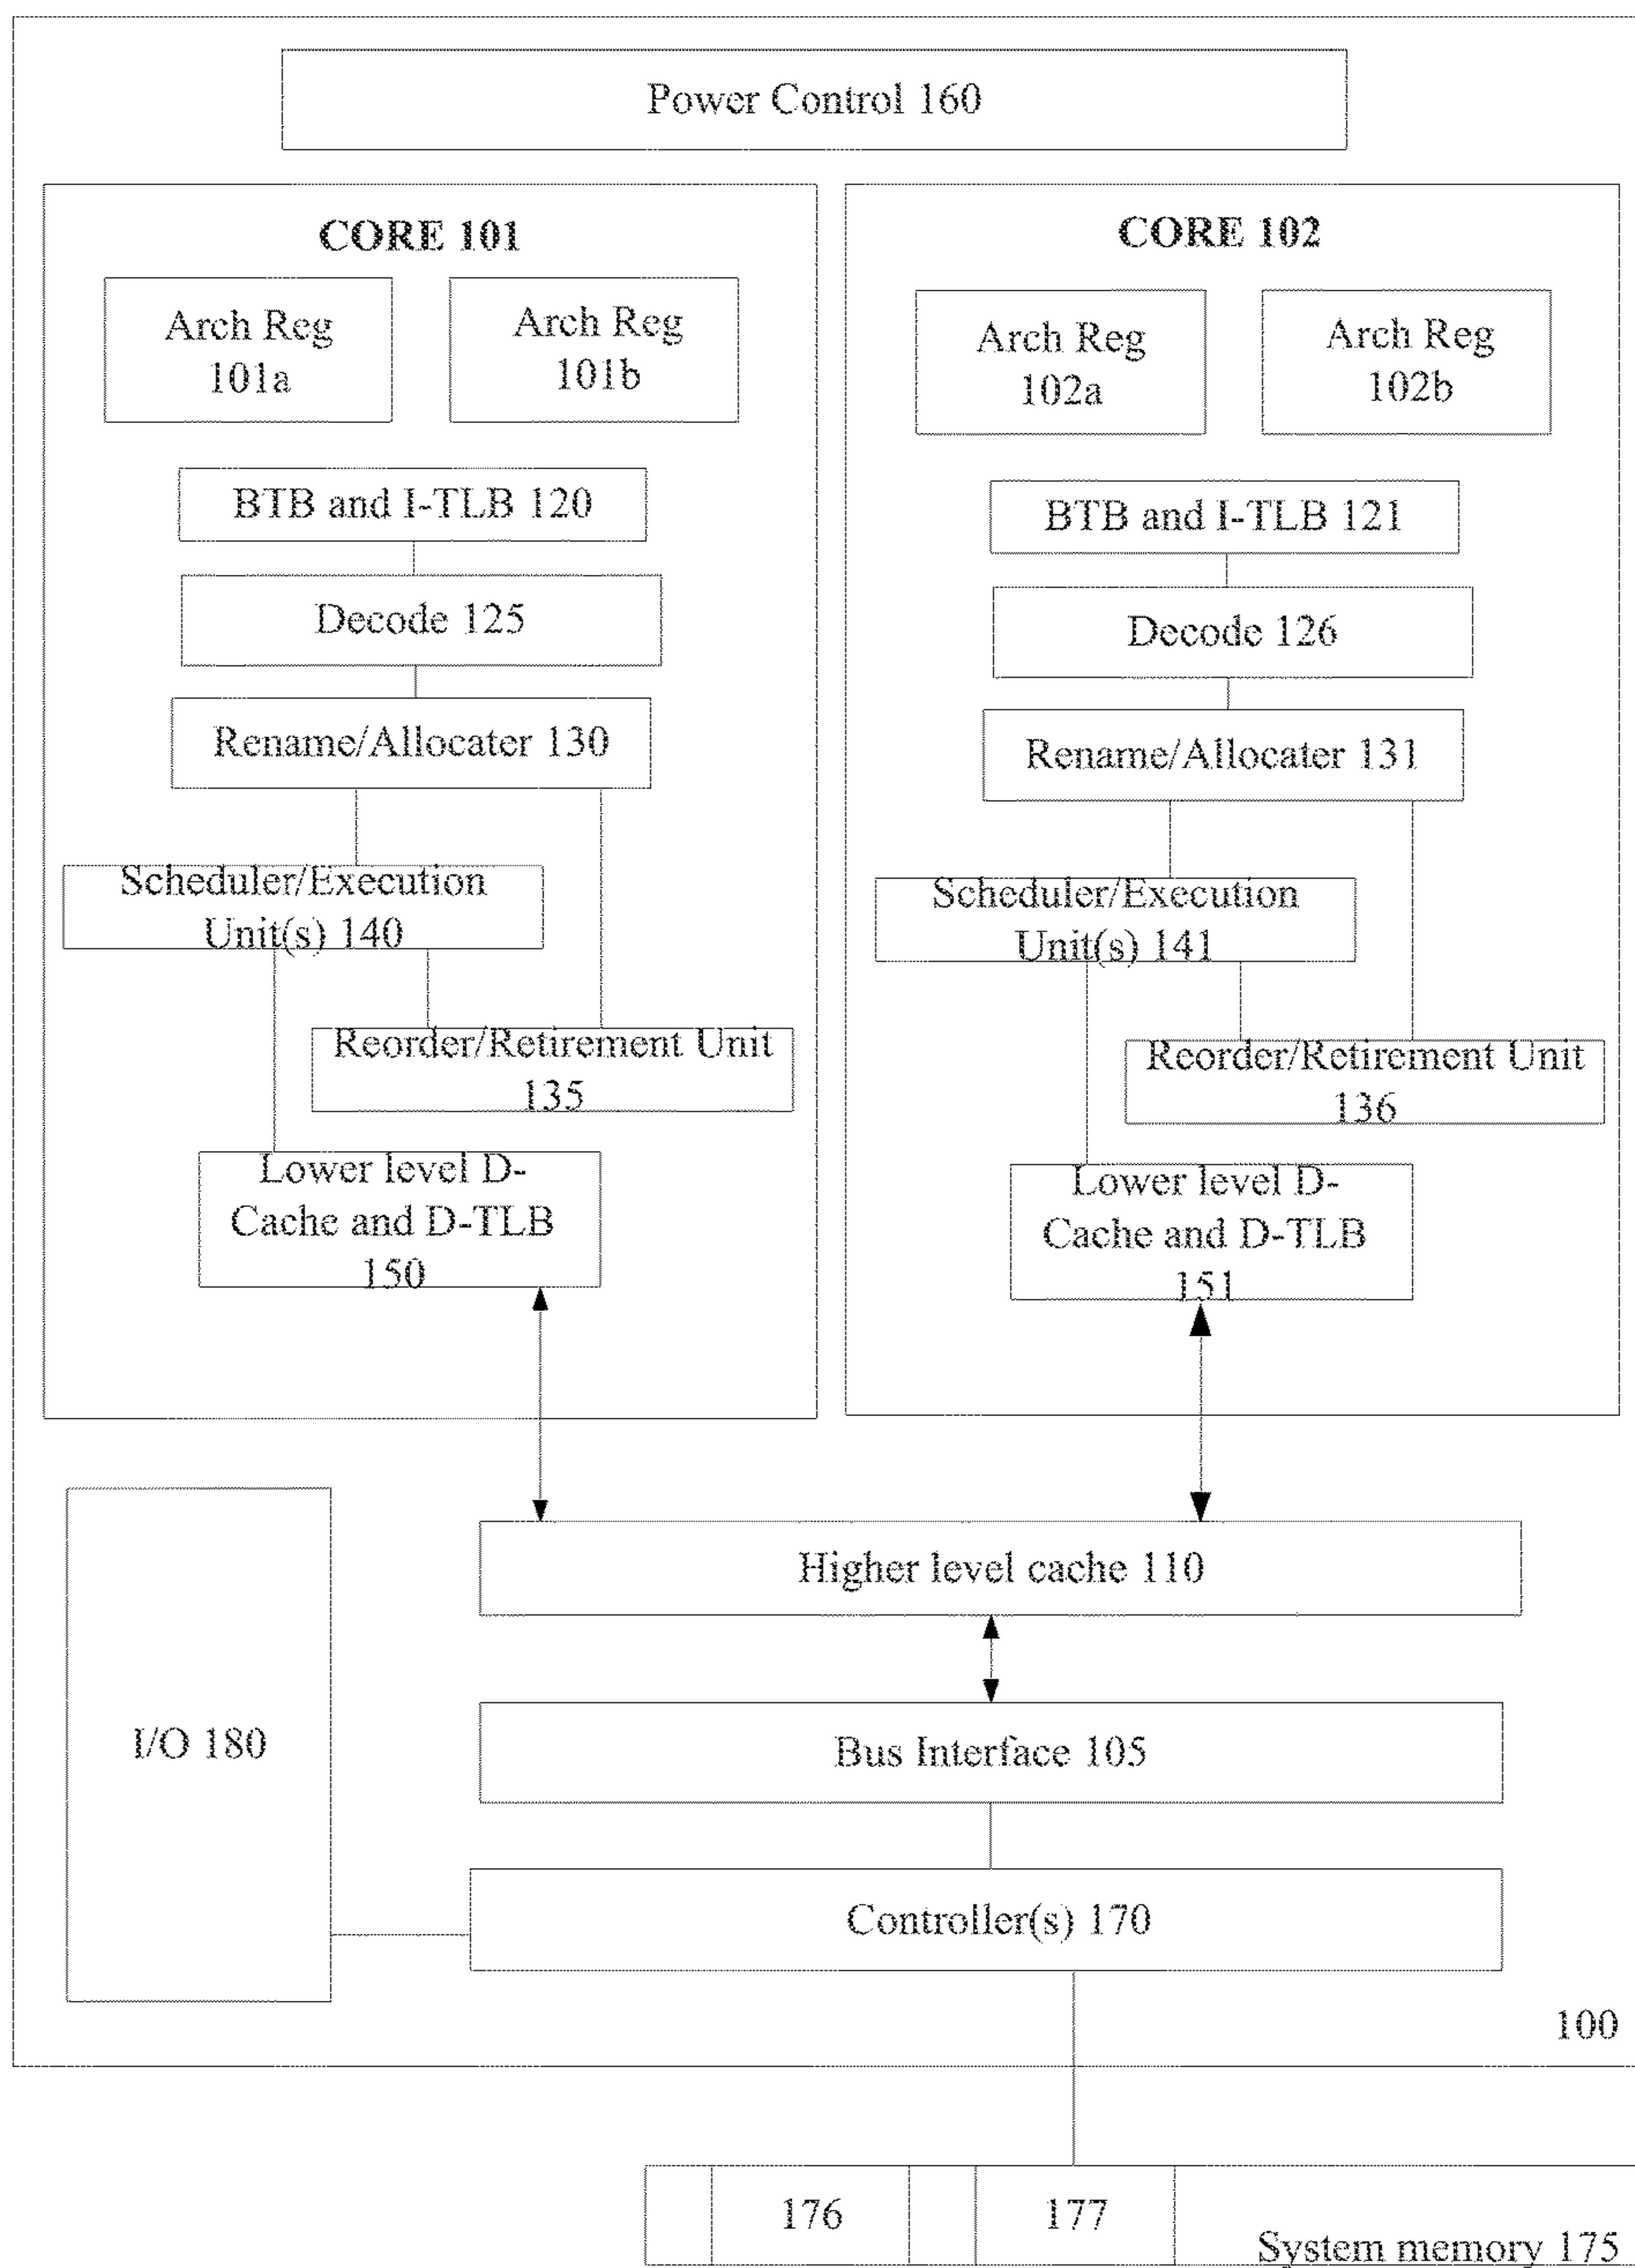 Power Control 160
CORE 101
Arch Reg
101a
Arch Reg
101b
BTB and I-TLB 120
Decode 125
Rename/Allocater 130
Scheduler/Execution
Unit(s) 140
Reorder/Retirement Unit
135
Lower level D-
Cache and D-TLB
150
CORE 102
Arch Reg
102a
Arch Reg
102b
BTB and I-TLB 121
Decode 126
Rename/Allocater 131
Scheduler/Execution
Unit(s) 141
Reorder/Retirement Unit
136
Lower level D-
Cache and D-TLB
151
Higher level cache 110
I/O 180
Bus Interface 105
Controller(s) 170
100
176
177
System memory 175